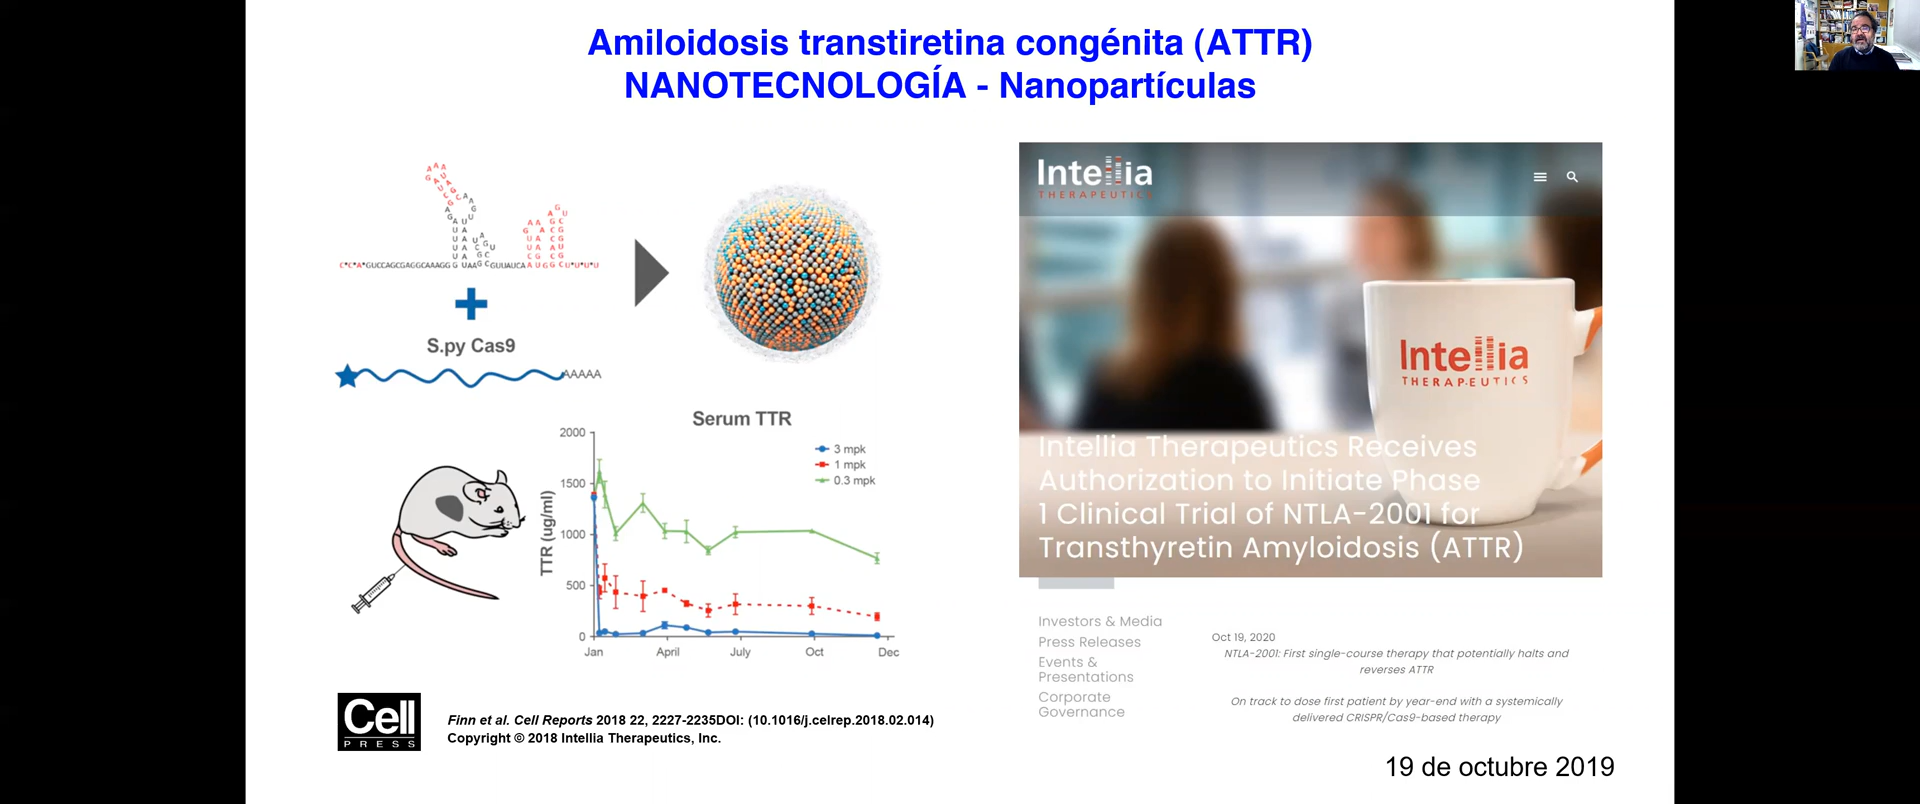 Amiloidosis transtiretina congénita (ATTR)
NANOTECNOLOGÍA - Nanopartículas
C*C*A*GUCCAGCGAGGCAAAGG
S.py Cas9
AAAAA
Serum TTR
2000
1500
1000
500
0
TTR (ug/ml)
3 mpk
1 mpk
0.3 mpk
Jan
April
July
Oct
Dec
Cell
PRESS
Finn et al. Cell Reports 2018 22, 2227-2235DOI: (10.1016/j.celrep.2018.02.014)
Copyright © 2018 Intellia Therapeutics, Inc.
Intellia
THERAPEUTICS
Intellia
THERAPEUTICS
Intellia Therapeutics Receives
Authorization to Initiate Phase
1 Clinical Trial of NTLA-2001 for
Transthyretin Amyloidosis (ATTR)
Investors & Media
Press Releases
Events &
Presentations
Corporate
Governance
Oct 19, 2020
NTLA-2001: First single-course therapy that potentially halts and
reverses ATTR
On track to dose first patient by year-end with a systemically
delivered CRISPR/Cas9-based therapy
19 de octubre 2019